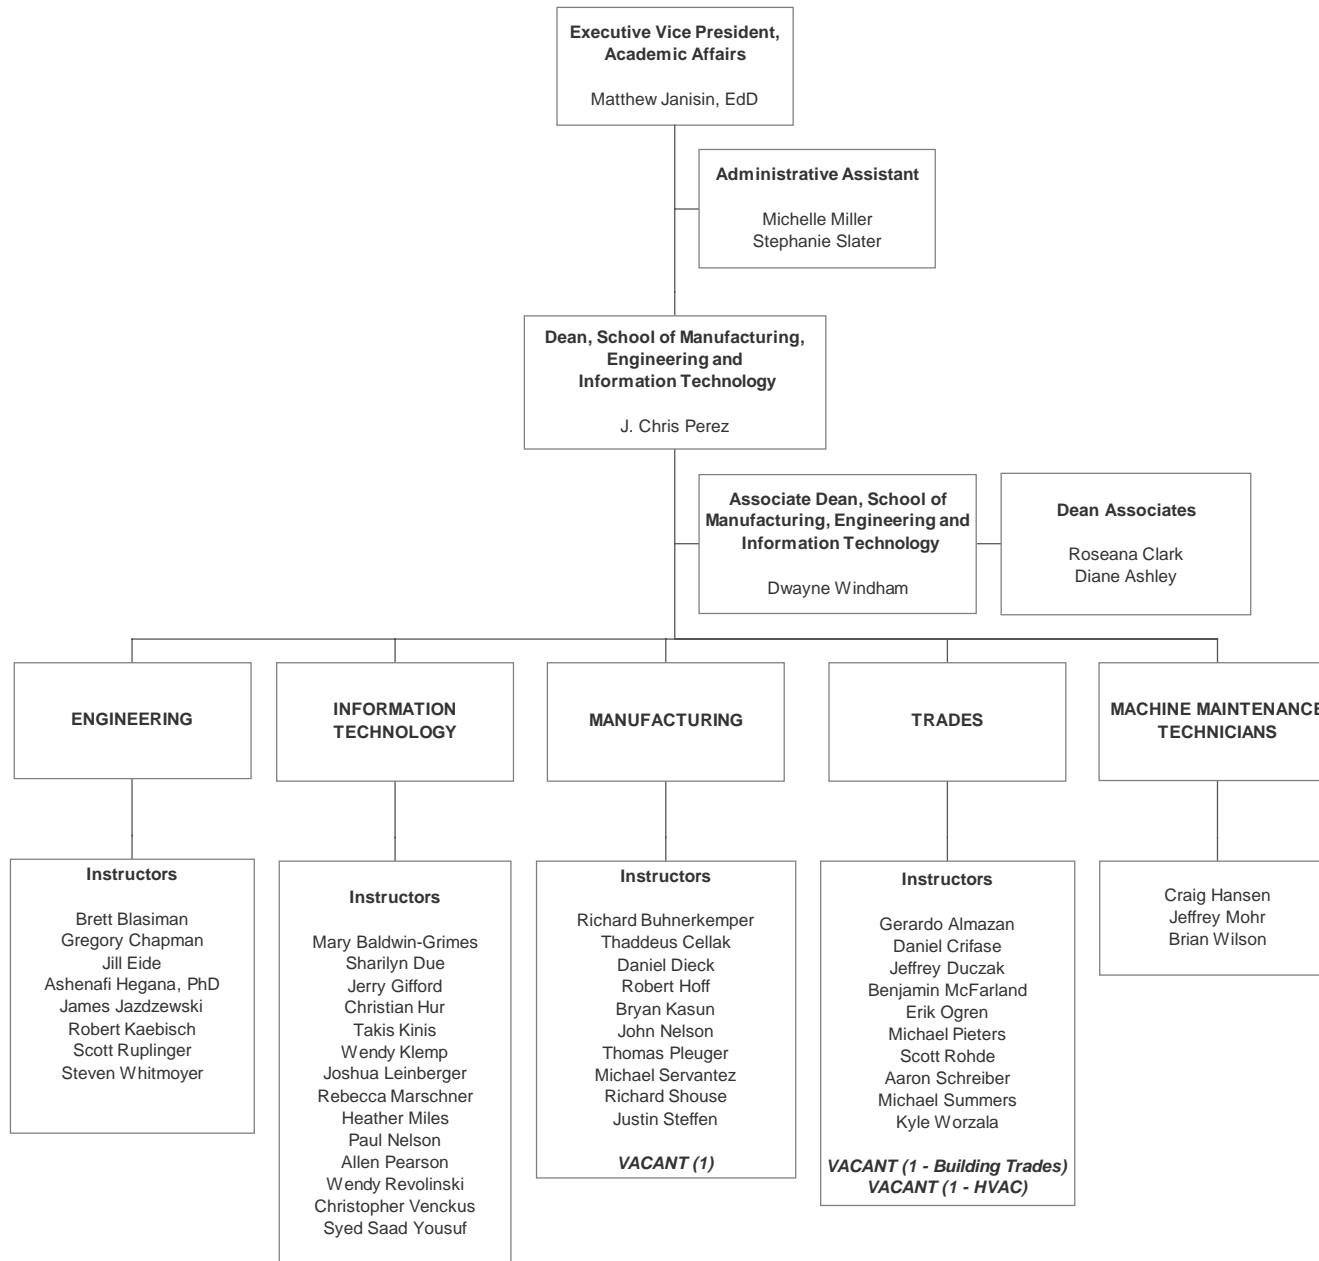 Executive Vice President,
Academic Affairs
Matthew Janisin, EdD
Administrative Assistant
Michelle Miller
Stephanie Slater
Dean, School of Manufacturing,
Engineering and
Information Technology
J. Chris Perez
Associate Dean, School of
Manufacturing, Engineering and
Information Technology
Dwayne Windham
Dean Associates
Roseana Clark
Diane Ashley
ENGINEERING
INFORMATION
TECHNOLOGY
MANUFACTURING
TRADES
MACHINE MAINTENANCE
TECHNICIANS
Instructors
Brett Blasiman
Gregory Chapman
Jill Eide
Ashenafi Hegana, PhD
James Jazdzewski
Robert Kaebisch
Scott Ruplinger
Steven Whitmoyer
Instructors
Mary Baldwin-Grimes
Sharilyn Due
Jerry Gifford
Christian Hur
Takis Kinis
Wendy Klemp
Joshua Leinberger
Rebecca Marschner
Heather Miles
Paul Nelson
Allen Pearson
Wendy Revolinski
Christopher Venckus
Syed Saad Yousuf
Instructors
Richard Buhnerkemper
Thaddeus Cellak
Daniel Dieck
Robert Hoff
Bryan Kasun
John Nelson
Thomas Pleuger
Michael Servantez
Richard Shouse
Justin Steffen
VACANT (1)
Instructors
Gerardo Almazan
Daniel Crifase
Jeffrey Duczak
Benjamin McFarland
Erik Ogren
Michael Pieters
Scott Rohde
Aaron Schreiber
Michael Summers
Kyle Worzala
VACANT (1 - Building Trades)
VACANT (1 - HVAC)
Craig Hansen
Jeffrey Mohr
Brian Wilson